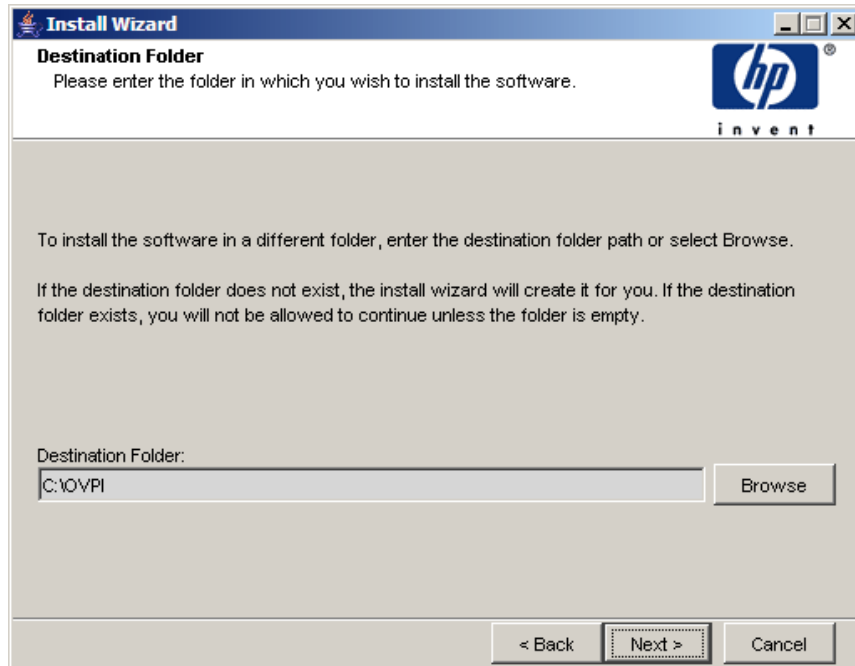 Install Wizard
Destination Folder
Please enter the folder in which you wish to install the software.
hp
®
invent
To install the software in a different folder, enter the destination folder path or select Browse.
If the destination folder does not exist, the install wizard will create it for you. If the destination
folder exists, you will not be allowed to continue unless the folder is empty.
Destination Folder:
C:\OVPI
Browse
< Back
Next >
Cancel